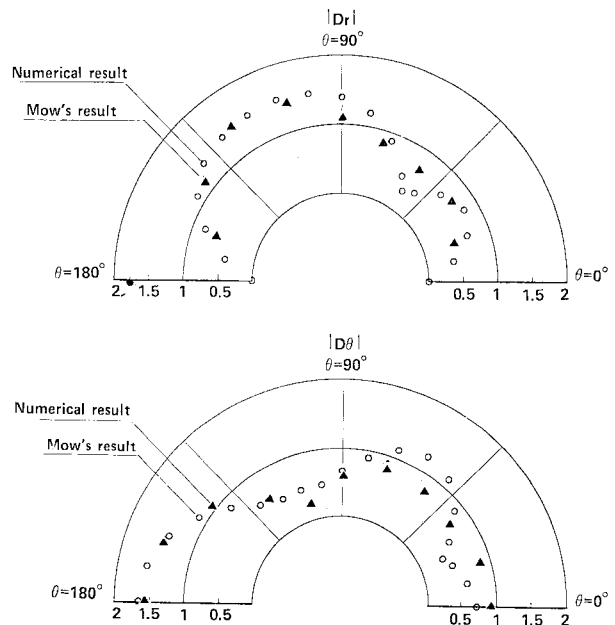 |Dr|
θ=90°
Numerical result
Mow's result
θ=180°
θ=0°
2 1.5 1 0.5
0.5 1 1.5 2
|Dθ|
θ=90°
Numerical result
Mow's result
θ=180°
θ=0°
2 1.5 1 0.5
0.5 1 1.5 2